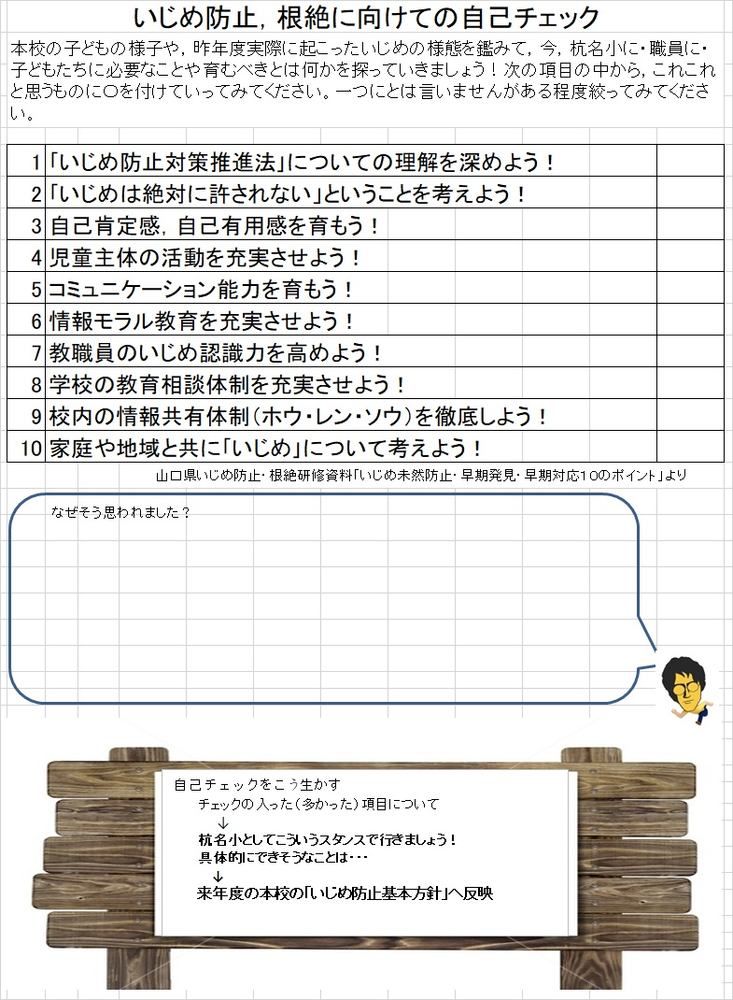 いじめ防止，根絶に向けての自己チェック
本校の子どもの様子や，昨年度実際に起こったいじめの様態を鑑みて，今，杭名小に・職員に・
子どもたちに必要なことや育むべきとは何かを探っていきましょう！次の項目の中から，これこれ
と思うものに○を付けていってみてください。一つにとは言いませんがある程度絞ってみてくださ
い。
1 「いじめ防止対策推進法」についての理解を深めよう！
2 「いじめは絶対に許されない」ということを考えよう！
3 自己肯定感，自己有用感を育もう！
4 児童主体の活動を充実させよう！
5 コミュニケーション能力を育もう！
6 情報モラル教育を充実させよう！
7 教職員のいじめ認識力を高めよう！
8 学校の教育相談体制を充実させよう！
9 校内の情報共有体制（ホウ・レン・ソウ）を徹底しよう！
10 家庭や地域と共に「いじめ」について考えよう！
山口県いじめ防止・根絶研修資料「いじめ未然防止・早期発見・早期対応１０のポイント」より
なぜそう思われました？
自己チェックをこう生かす
チェックの入った（多かった）項目について
↓
杭名小としてこういうスタンスで行きましょう！
具体的にできそうなことは・・・
↓
来年度の本校の「いじめ防止基本方針」へ反映